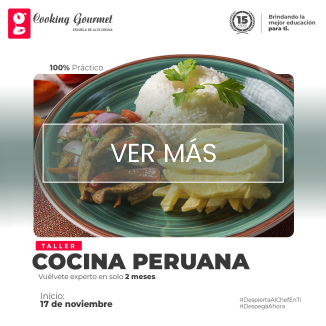 Cooking Gourmet
ESCUELA DE ALTA COCINA
15
Brindando la
mejor educación
para ti.
100% Práctico
VER MÁS
TALLER
COCINA PERUANA
Vuélvete experto en solo 2 meses.
Inicio:
17 de noviembre
#DespiertaAlChefEnTi
#DespegaAhora